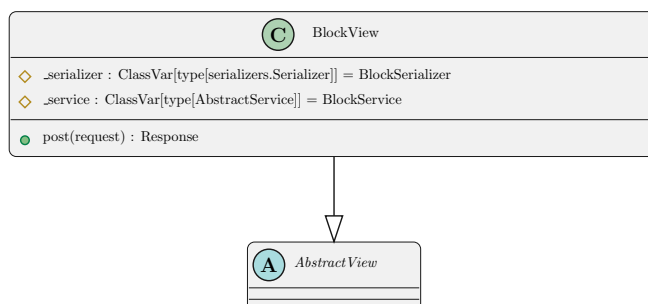 C BlockView
_serializer : ClassVar[type[serializers.Serializer]] = BlockSerializer
_service : ClassVar[type[AbstractService]] = BlockService
post(request) : Response
A AbstractView